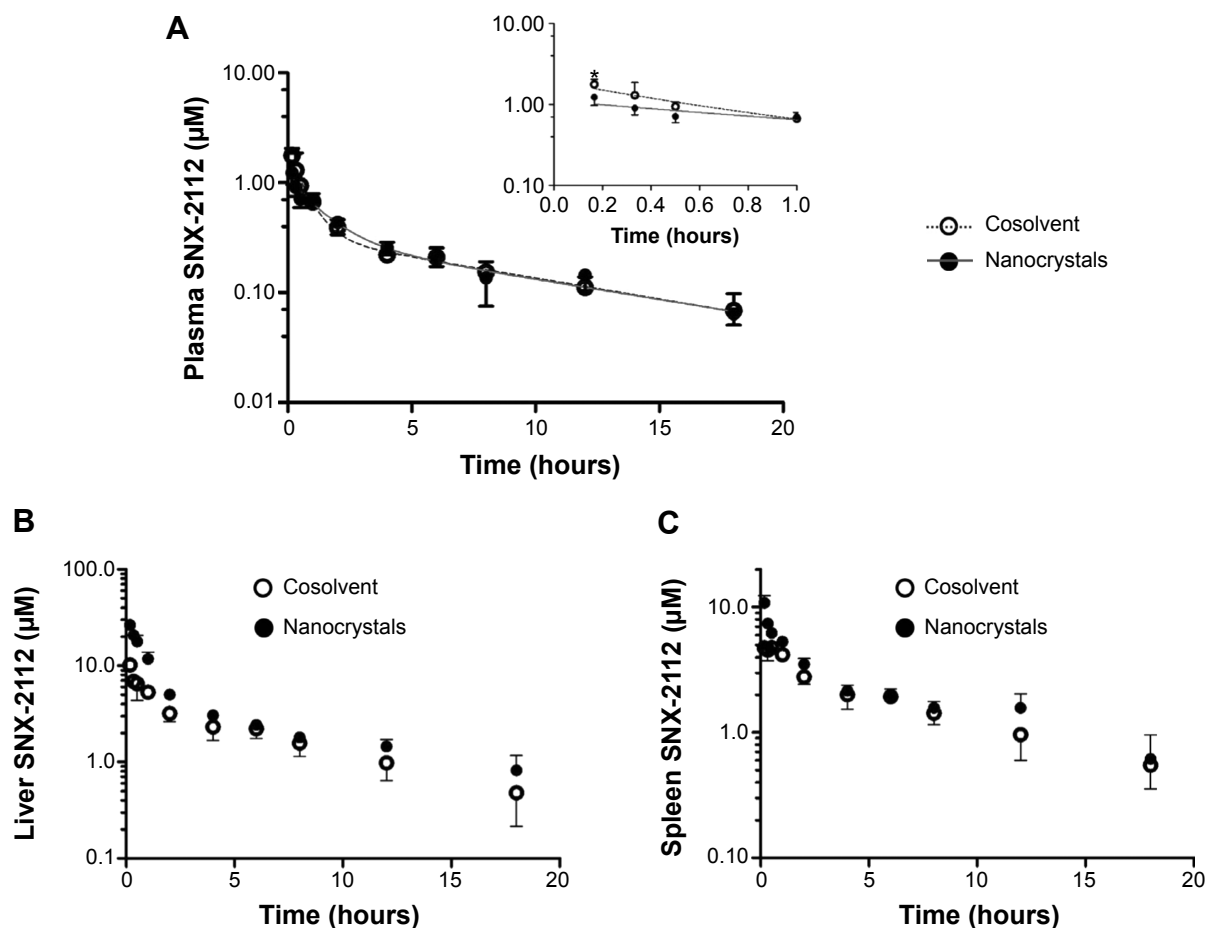 A
Plasma SNX-2112 (µM)
10.00
1.00
0.10
0.01
0
5
10
15
20
Time (hours)
10.00
1.00
0.10
*
0.0
0.2
0.4
0.6
0.8
1.0
Time (hours)
Cosolvent
Nanocrystals
B
Liver SNX-2112 (µM)
100.0
10.0
1.0
0.1
0
5
10
15
20
Time (hours)
Cosolvent
Nanocrystals
C
Spleen SNX-2112 (µM)
10.0
1.0
0.10
0
5
10
15
20
Time (hours)
Cosolvent
Nanocrystals